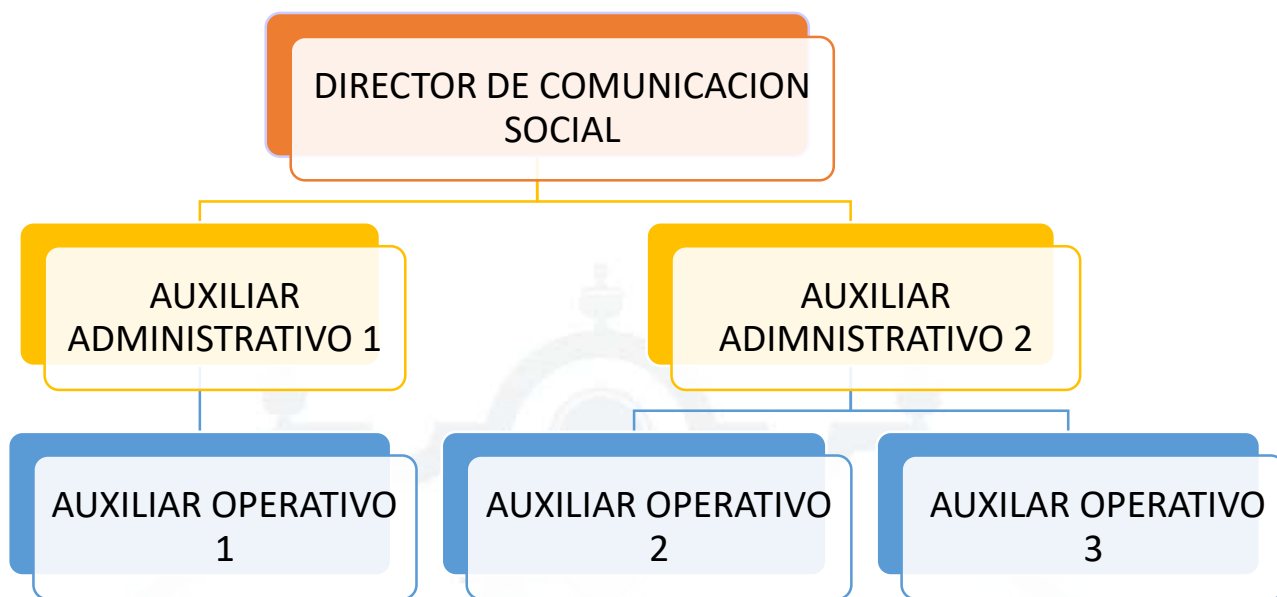 DIRECTOR DE COMUNICACION
SOCIAL
AUXILIAR
ADMINISTRATIVO 1
AUXILIAR
ADIMNISTRATIVO 2
AUXILIAR OPERATIVO
1
AUXILIAR OPERATIVO
2
AUXILAR OPERATIVO
3